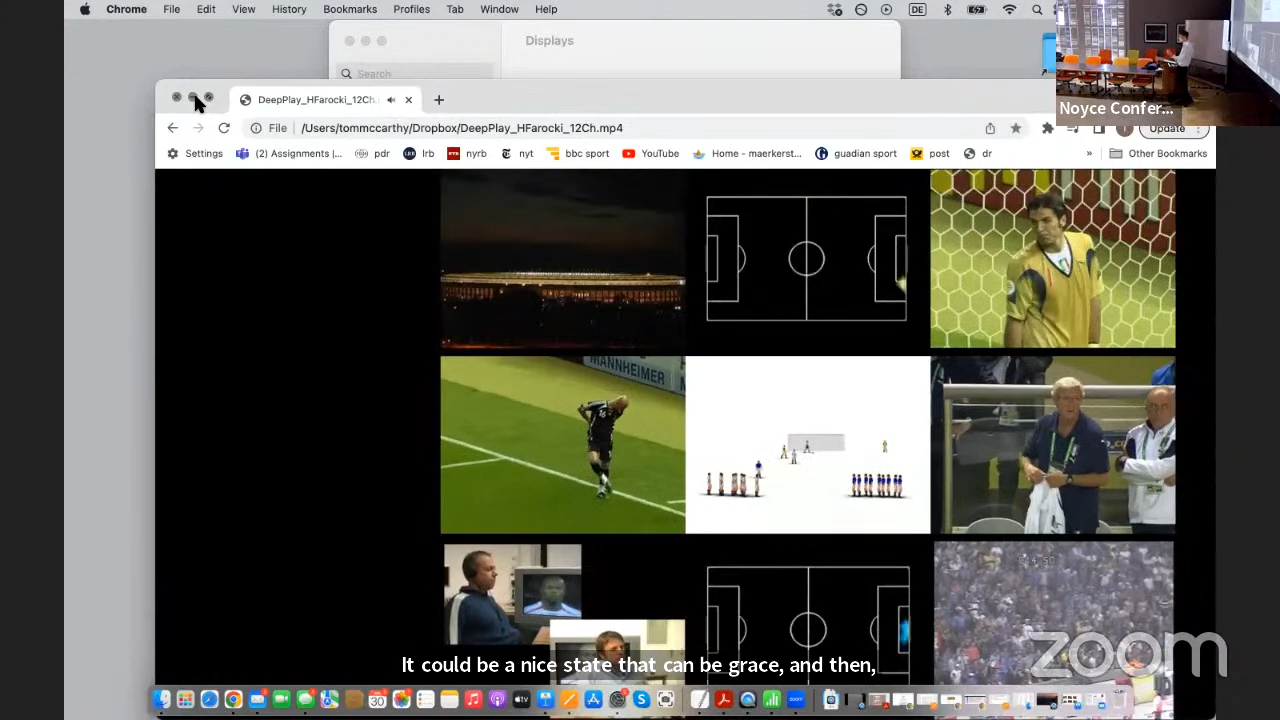 Chrome File Edit View History Bookmarks Profiles Tab Window Help DE
Displays
Search
Noyce Confer...
DeepPlay_HFarocki_12Ch.
File /Users/tommccarthy/Dropbox/DeepPlay_HFarocki_12Ch.mp4 Update
Settings (2) Assignments |... pdr lrb nyrb nyt bbc sport YouTube Home - maerkerst... guadian sport post dr » Other Bookmarks
MANNHEIMER
It could be a nice state that can be grace, and then,
zoom